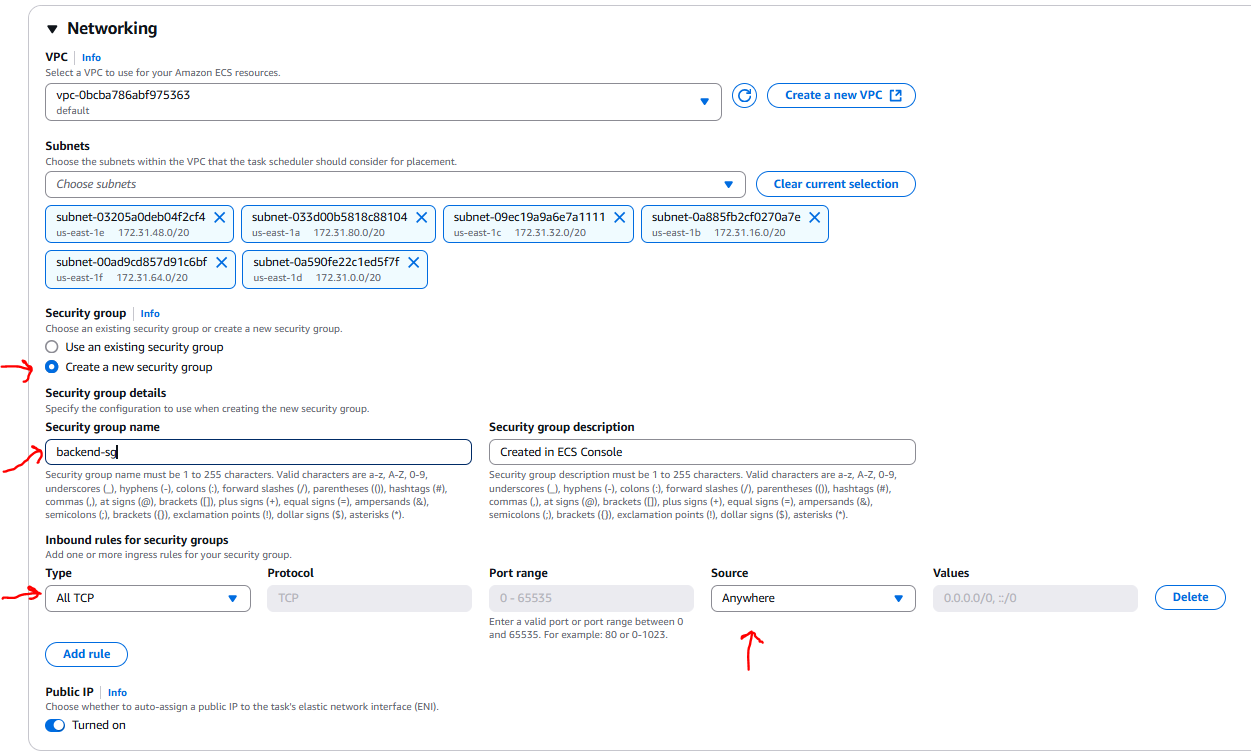 Networking
VPC Info
Select a VPC to use for your Amazon ECS resources.
vpc-0bcba786abf975363
default
Create a new VPC
Subnets
Choose the subnets within the VPC that the task scheduler should consider for placement.
Choose subnets
Clear current selection
subnet-03205a0deb04f2cf4 subnet-033d00b5818c88104 subnet-09ec19a9a6e7a1111 subnet-0a885fb2cf0270a7e
us-east-1e 172.31.48.0/20 us-east-1a 172.31.80.0/20 us-east-1c 172.31.32.0/20 us-east-1b 172.31.16.0/20
subnet-00ad9cd857d91c6bf subnet-0a590fe22c1ed5f7f
us-east-1f 172.31.64.0/20 us-east-1d 172.31.0.0/20
Security group Info
Choose an existing security group or create a new security group.
Use an existing security group
Create a new security group
Security group details
Specify the configuration to use when creating the new security group.
Security group name Security group description
backend-sg Created in ECS Console
Security group name must be 1 to 255 characters. Valid characters are a-z, A-Z, 0-9, Security group description must be 1 to 255 characters. Valid characters are a-z, A-Z, 0-9,
underscores (_), hyphens (-), colons (:), forward slashes (/), parentheses (()), hashtags (#), underscores (_), hyphens (-), colons (:), forward slashes (/), parentheses (()), hashtags (#),
commas (,), at signs (@), brackets ([]), plus signs (+), equal signs (=), ampersands (&), commas (,), at signs (@), brackets ([]), plus signs (+), equal signs (=), ampersands (&),
semicolons (;), brackets ({}), exclamation points (!), dollar signs ($), asterisks (*). semicolons (;), brackets ({}), exclamation points (!), dollar signs ($), asterisks (*).
Inbound rules for security groups
Add one or more ingress rules for your security group.
Type Protocol Port range Source Values
All TCP TCP 0 - 65535 Anywhere 0.0.0.0/0, ::/0 Delete
Enter a valid port or port range between 0
and 65535. For example: 80 or 0-1023.
Add rule
Public IP Info
Choose whether to auto-assign a public IP to the task's elastic network interface (ENI).
Turned on